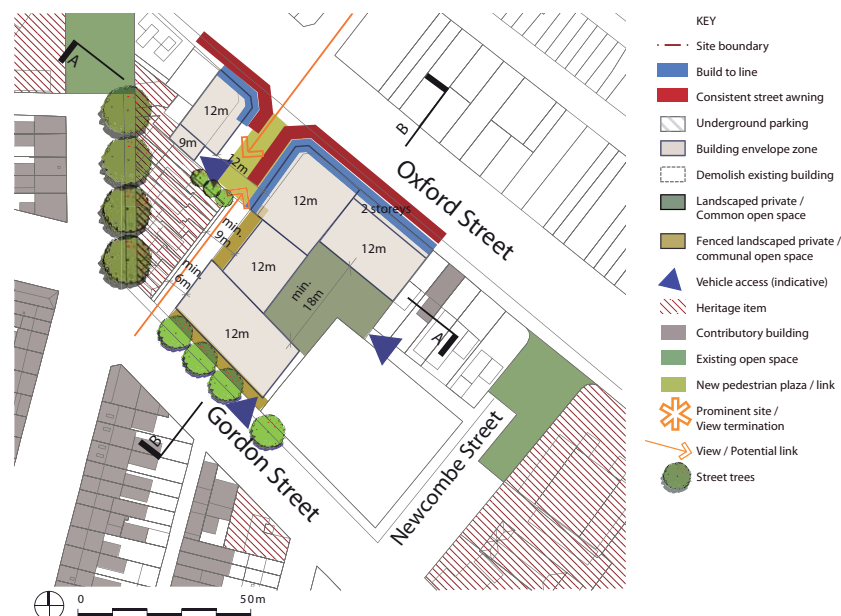 A
12m
9m
12m
B
Oxford Street
12m
2 storeys
12m
min.
9m
12m
min.
6m
min.
18m
12m
A
B
Gordon Street
Newcombe Street
0
50m
KEY
Site boundary
Build to line
Consistent street awning
Underground parking
Building envelope zone
Demolish existing building
Landscaped private /
Common open space
Fenced landscaped private /
communal open space
Vehicle access (indicative)
Heritage item
Contributory building
Existing open space
New pedestrian plaza / link
Prominent site /
View termination
View / Potential link
Street trees